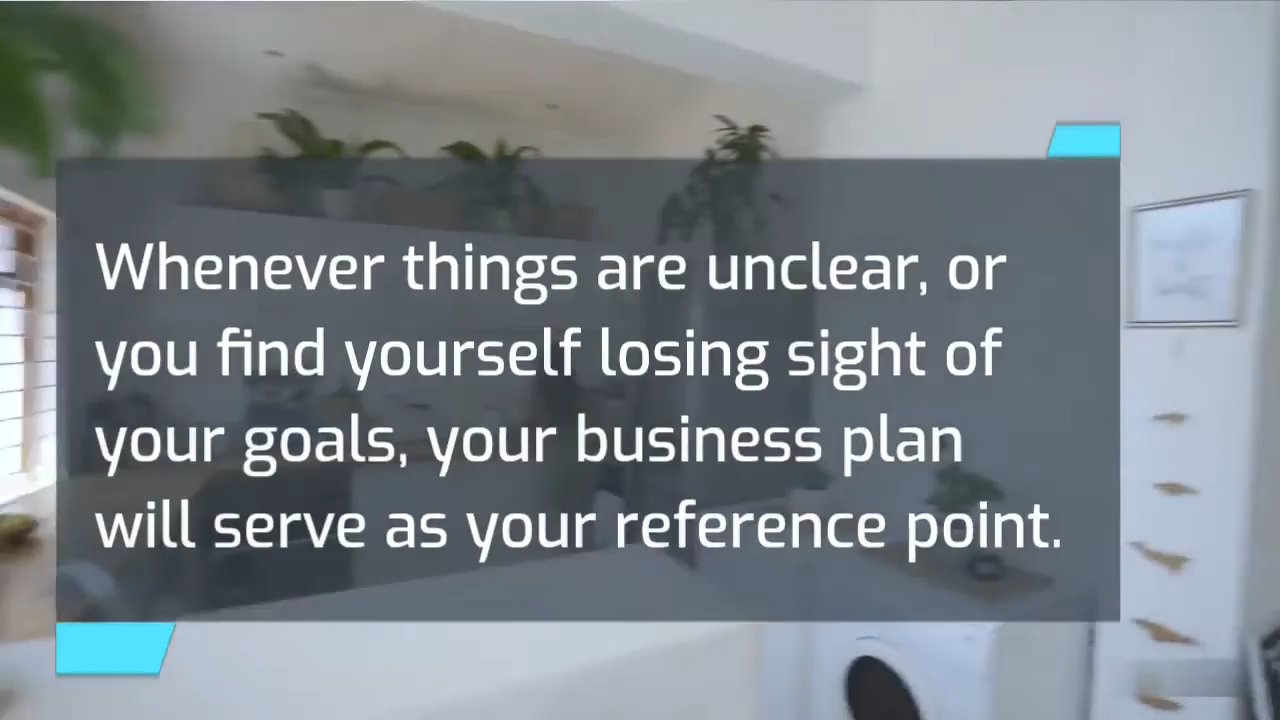 Whenever things are unclear, or
you find yourself losing sight of
your goals, your business plan
will serve as your reference point.